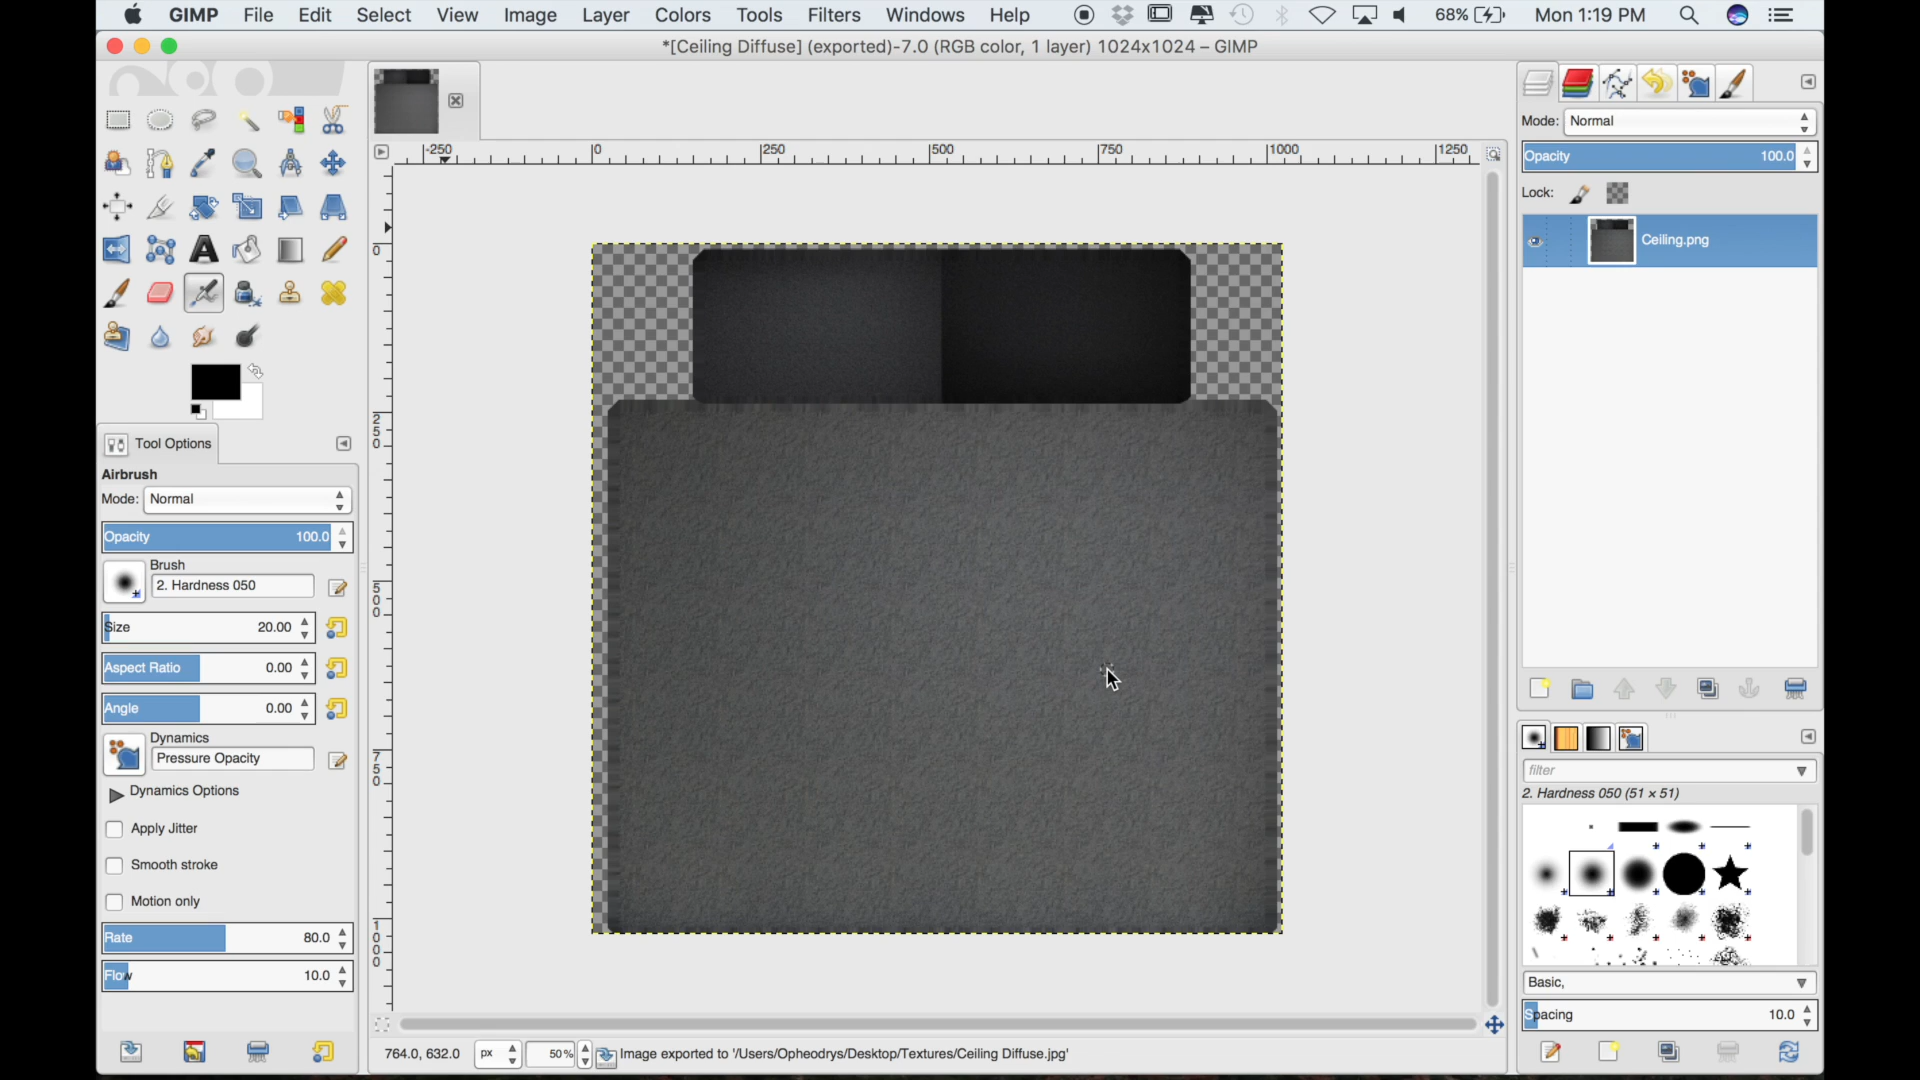 GIMP File Edit Select View Image Layer Colors Tools Filters Windows Help 68% Mon 1:19 PM
*[Ceiling Diffuse] (exported)-7.0 (RGB color, 1 layer) 1024x1024 – GIMP
Mode: Normal
Opacity 100.0
Lock:
-250 0 250 500 750 1000 1250
Ceiling.png
0
250
500
750
1000
Tool Options
Airbrush
Mode: Normal
Opacity 100.0
Brush
2. Hardness 050
Size 20.00
Aspect Ratio 0.00
Angle 0.00
Dynamics
Pressure Opacity
Dynamics Options
Apply Jitter
Smooth stroke
Motion only
Rate 80.0
Flow 10.0
filter
2. Hardness 050 (51 × 51)
Basic,
Spacing 10.0
764.0, 632.0 px 50% Image exported to '/Users/Opheodrys/Desktop/Textures/Ceiling Diffuse.jpg'